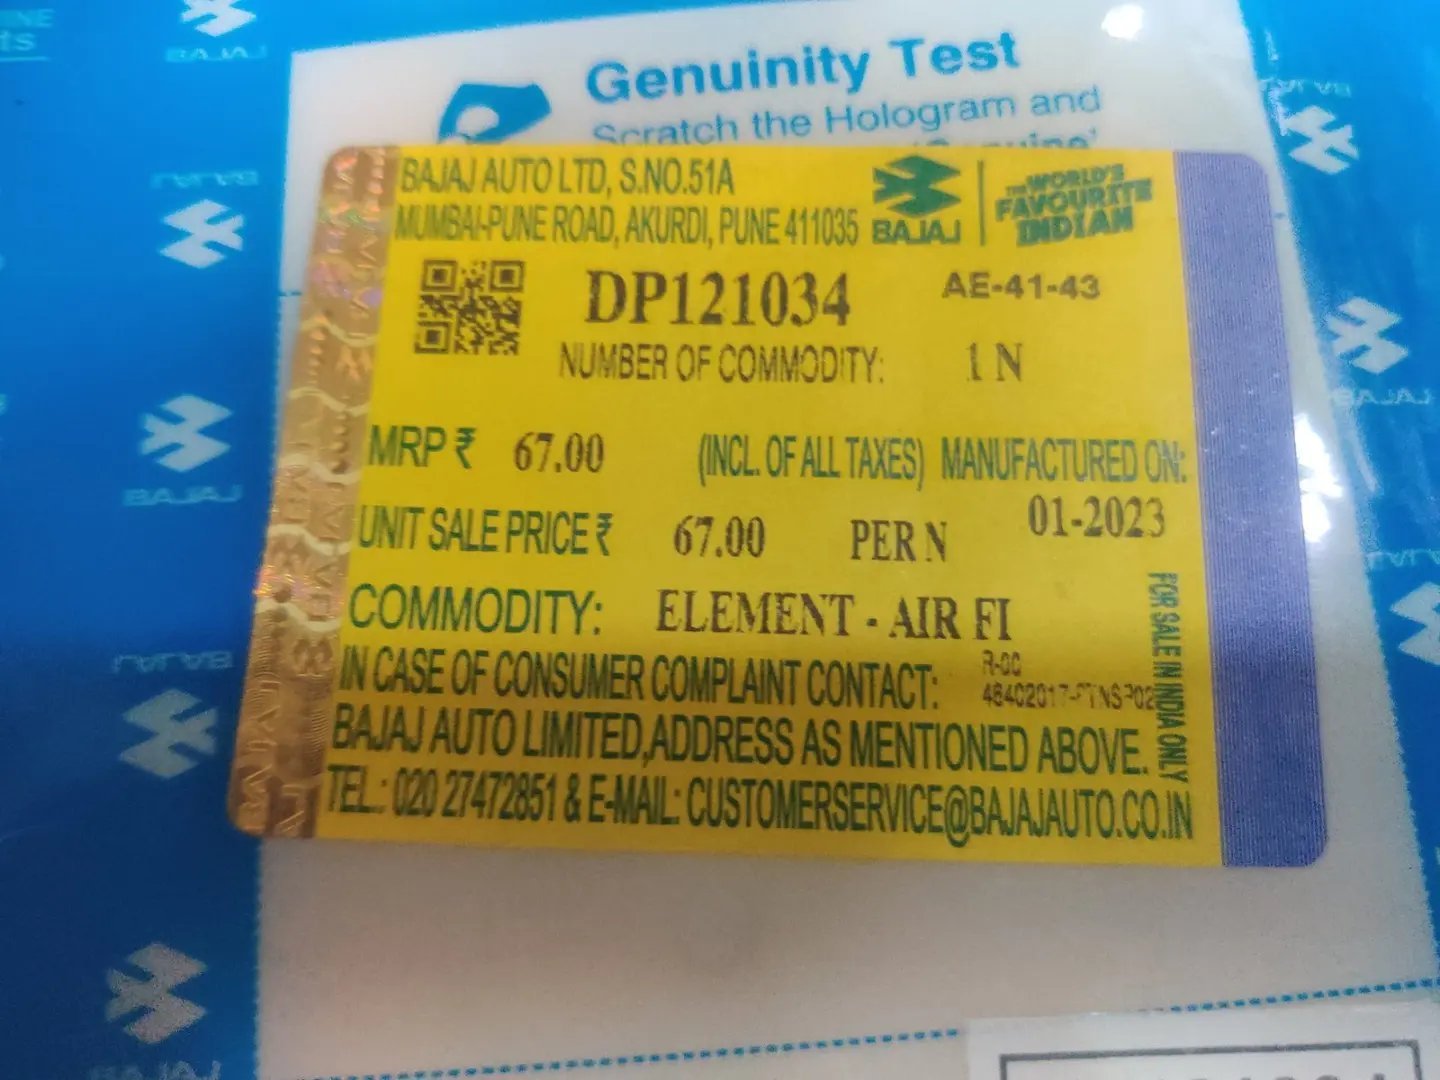 Genuinity Test
Scratch the Hologram and
BAJAJ AUTO LTD, S.NO.51A
MUMBAI-PUNE ROAD, AKURDI, PUNE 411035
BAJAJ
THE WORLD'S
FAVOURITE
INDIAN
DP121034
AE-41-43
NUMBER OF COMMODITY: 1 N
MRP ₹ 67.00 (INCL. OF ALL TAXES) MANUFACTURED ON:
01-2023
UNIT SALE PRICE ₹ 67.00 PER N
COMMODITY: ELEMENT - AIR FI
IN CASE OF CONSUMER COMPLAINT CONTACT:
BAJAJ AUTO LIMITED,ADDRESS AS MENTIONED ABOVE.
TEL.: 020 27472851 & E-MAIL: CUSTOMERSERVICE@BAJAJAUTO.CO.IN
FOR SALE IN INDIA ONLY
BAJAJ
BAJAJ
BAJAJ
BAJAJ
BAJAJ